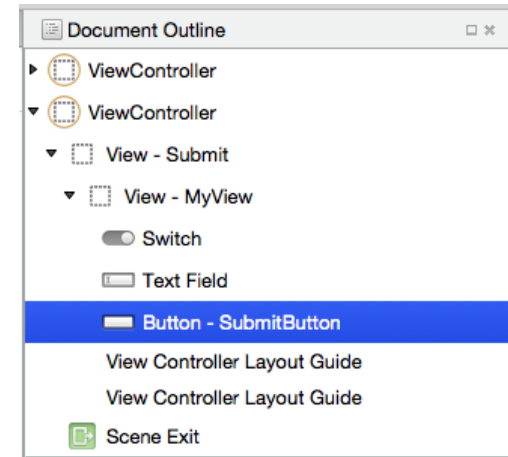 Document Outline
ViewController
ViewController
View - Submit
View - MyView
Switch
Text Field
Button - SubmitButton
View Controller Layout Guide
View Controller Layout Guide
Scene Exit